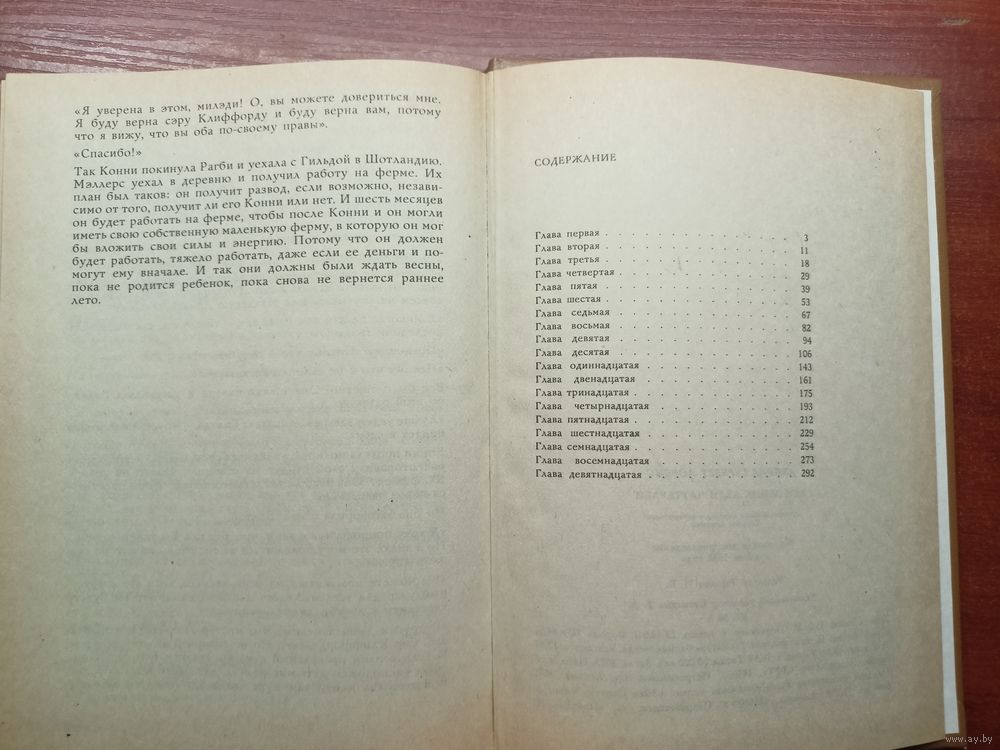 «Я уверена в этом, милэди! О, вы можете довериться мне.
Я буду верна сэру Клиффорду и буду верна вам, потому
что я вижу, что вы оба по-своему правы».
«Спасибо!»
Так Конни покинула Рагби и уехала с Гильдой в Шотландию.
Мэллерс уехал в деревню и получил работу на ферме. Их
план был таков: он получит развод, если возможно, незави-
симо от того, получит ли его Конни или нет. И шесть месяцев
он будет работать на ферме, чтобы после Конни и он могли
иметь свою собственную маленькую ферму, в которую он мог
бы вложить свои силы и энергию. Потому что он должен
будет работать, тяжело работать, даже если ее деньги и по-
могут ему вначале. И так они должны были ждать весны,
пока не родится ребенок, пока снова не вернется раннее
лето.
СОДЕРЖАНИЕ
Глава первая . . . . . . . . . . . . . 3
Глава вторая . . . . . . . . . . . . . 11
Глава третья . . . . . . . . . . . . . 18
Глава четвертая . . . . . . . . . . . . 29
Глава пятая . . . . . . . . . . . . . 39
Глава шестая . . . . . . . . . . . . . 53
Глава седьмая . . . . . . . . . . . . 67
Глава восьмая . . . . . . . . . . . . 82
Глава девятая . . . . . . . . . . . . 94
Глава десятая . . . . . . . . . . . . 106
Глава одиннадцатая . . . . . . . . . . 143
Глава двенадцатая . . . . . . . . . . 161
Глава тринадцатая . . . . . . . . . . . 175
Глава четырнадцатая . . . . . . . . . . 193
Глава пятнадцатая . . . . . . . . . . . 212
Глава шестнадцатая . . . . . . . . . . 229
Глава семнадцатая . . . . . . . . . . . 254
Глава восемнадцатая . . . . . . . . . . 273
Глава девятнадцатая . . . . . . . . . . 292
www.ay.by